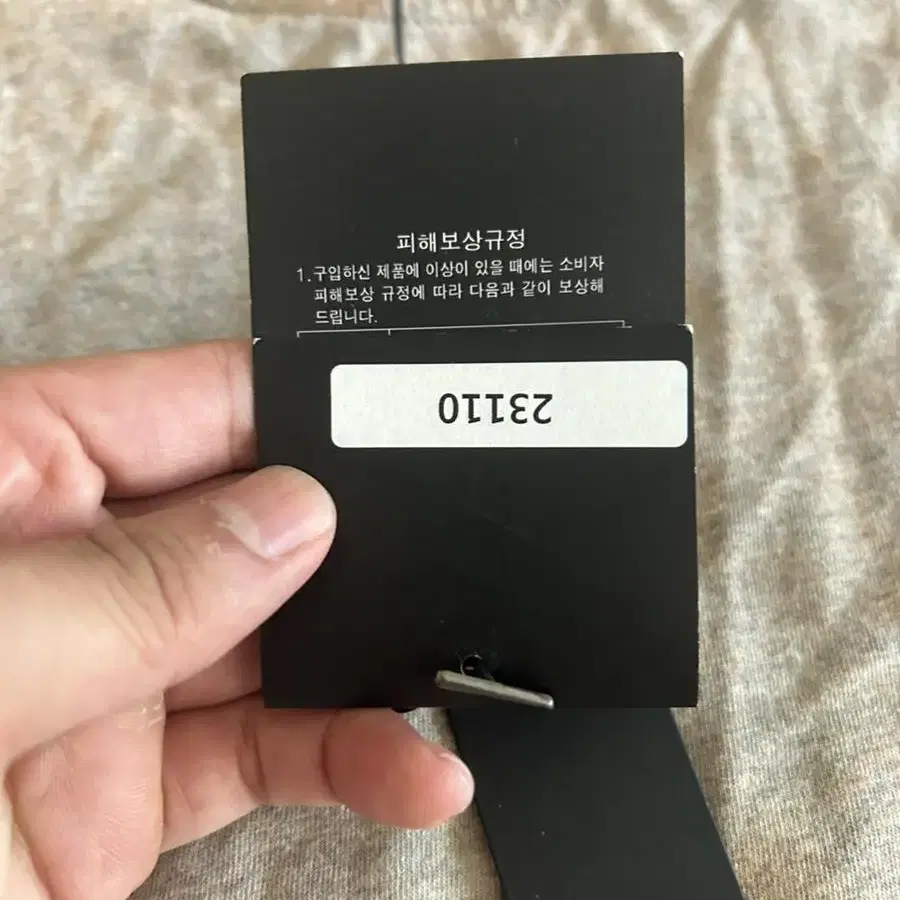 피해보상규정
1. 구입하신 제품에 이상이 있을 때에는 소비자
피해보상 규정에 따라 다음과 같이 보상해
드립니다.
23110